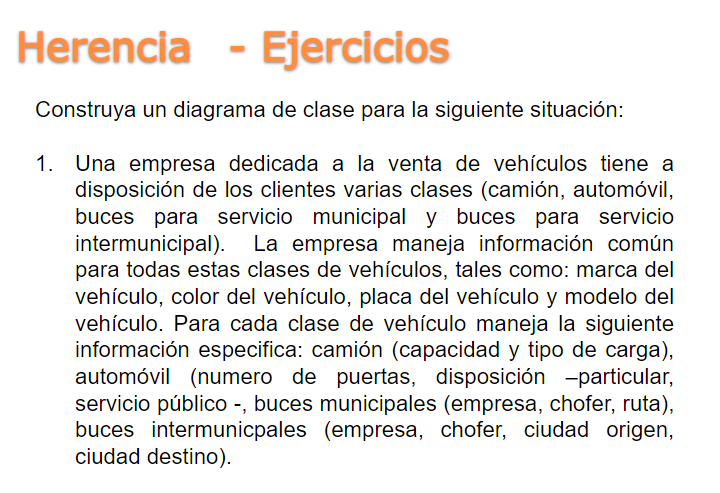 Herencia - Ejercicios
Construya un diagrama de clase para la siguiente situación:
1. Una empresa dedicada a la venta de vehículos tiene a
disposición de los clientes varias clases (camión, automóvil,
buces para servicio municipal y buces para servicio
intermunicipal). La empresa maneja información común
para todas estas clases de vehículos, tales como: marca del
vehículo, color del vehículo, placa del vehículo y modelo del
vehículo. Para cada clase de vehículo maneja la siguiente
información especifica: camión (capacidad y tipo de carga),
automóvil (numero de puertas, disposición –particular,
servicio público -, buces municipales (empresa, chofer, ruta),
buces intermunicpales (empresa, chofer, ciudad origen,
ciudad destino).